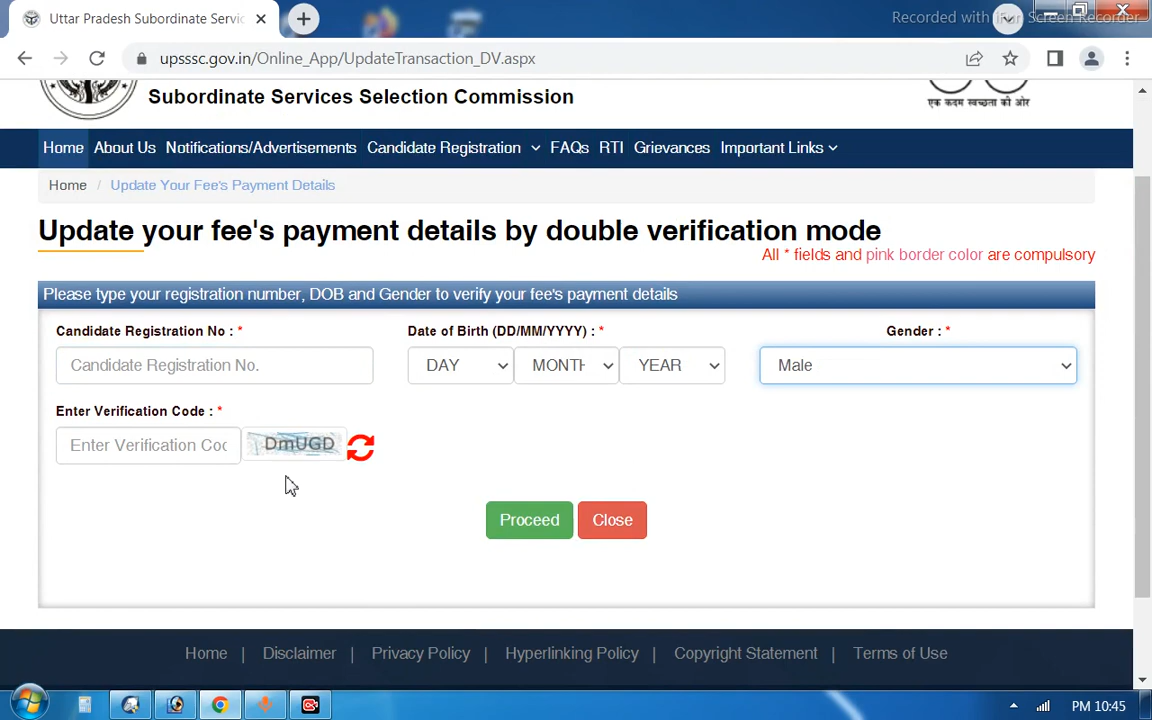 Uttar Pradesh Subordinate Servic
Recorded with iFun Screen Recorder
upsssc.gov.in/Online_App/UpdateTransaction_DV.aspx
Subordinate Services Selection Commission
एक कदम स्वच्छता की ओर
Home About Us Notifications/Advertisements Candidate Registration FAQs RTI Grievances Important Links
Home / Update Your Fee's Payment Details
Update your fee's payment details by double verification mode
All * fields and pink border color are compulsory
Please type your registration number, DOB and Gender to verify your fee's payment details
Candidate Registration No : * Date of Birth (DD/MM/YYYY) : * Gender : *
Candidate Registration No. DAY MONTH YEAR Male
Enter Verification Code : *
Enter Verification Coc DmUGD
Proceed Close
Home | Disclaimer | Privacy Policy | Hyperlinking Policy | Copyright Statement | Terms of Use
PM 10:45